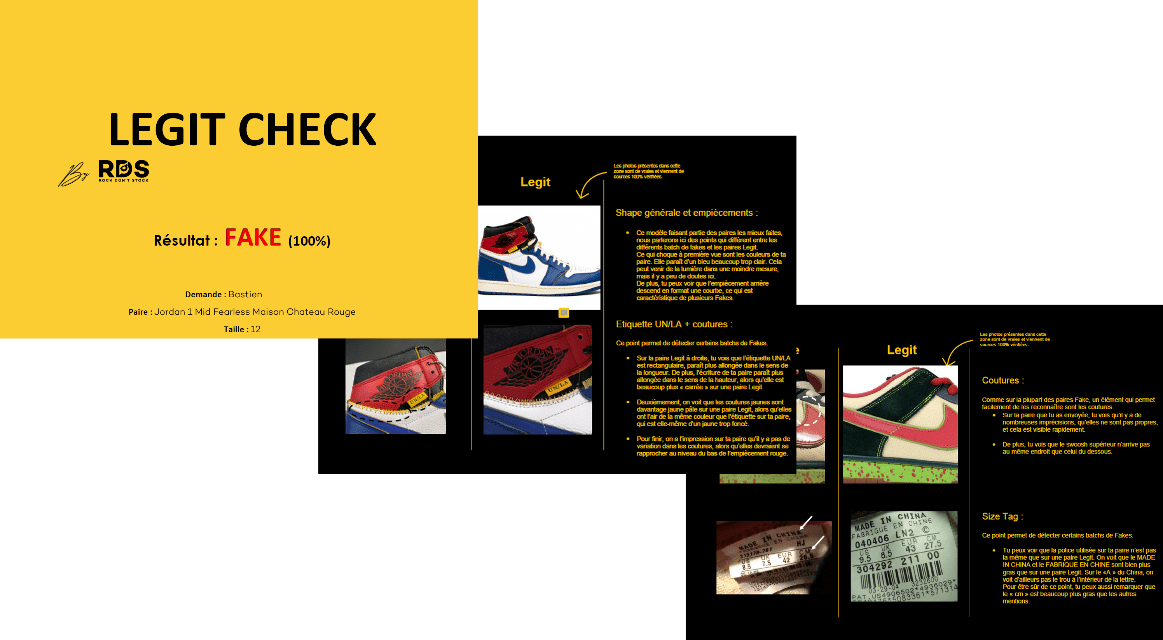 LEGIT CHECK
By RDS
ROCK DON'T STOCK
Résultat : FAKE (100%)
Demande : Bastien
Paire : Jordan 1 Mid Fearless Maison Chateau Rouge
Taille : 12
Legit
Les photos présentes dans cette
zone sont de vraies et viennent de
sources 100% vérifiées.
Shape générale et empiècements :
• Ce modèle faisant partie des paires les mieux faites,
nous parlerons ici des points qui différent entre les
différents batch de fakes et les paires Legit.
Ce qui choque à première vue sont les couleurs de ta
paire. Elle paraît d'un bleu beaucoup trop clair. Cela
peut venir de la lumière dans une moindre mesure,
mais il y a peu de doutes ici.
De plus, tu peux voir que l'empiècement arrière
descend en format une courbe, ce qui est
caractéristique de plusieurs Fakes.
Etiquette UN/LA + coutures :
Ce point permet de détecter certains batchs de Fakes.
• Sur la paire Legit à droite, tu vois que l'étiquette UN/LA
est rectangulaire, paraît plus allongée dans le sens de
la longueur. De plus, l'écriture de ta paire paraît plus
allongée dans le sens de la hauteur, alors qu'elle est
beaucoup plus « carrée » sur une paire Legit
• Deuxièmement, on voit que les coutures jaunes sont
davantage jaune pâle sur une paire Legit, alors qu'elles
ont l'air de la même couleur que l'étiquette sur ta paire,
qui est elle-même d'un jaune trop foncé.
• Pour finir, on a l'impression sur ta paire qu'il y a pas de
variation dans les coutures, alors qu'elles devraient se
rapprocher au niveau du bas de l'empiècement rouge.
UN/LA
UN/LA
e
Legit
Les photos présentes dans cette
zone sont de vraies et viennent de
sources 100% vérifiées.
Coutures :
Comme sur la plupart des paires Fake, un élément qui permet
facilement de les reconnaître sont les coutures
• Sur ta paire que tu as envoyée, tu vois qu'il y a de
nombreuses imprécisions, qu'elles ne sont pas propres,
et cela est visible rapidement.
• De plus, tu vois que le swoosh supérieur n'arrive pas
au même endroit que celui du dessous.
Size Tag :
Ce point permet de détecter certains batchs de Fakes.
• Tu peux voir que la police utilisée sur ta paire n'est pas
la même que sur une paire Legit. On voit que le MADE
IN CHINA et le FABRIQUE EN CHINE sont bien plus
gras que sur une paire Legit. Sur le «A » du China, on
voit d'ailleurs pas le trou à l'intérieur de la lettre.
Pour être sûr de ce point, tu peux aussi remarquer que
le « cm » est beaucoup plus gras que les autres
mentions.
MADE IN CHINA
FABRIQUE EN CHINE
MADE IN CHINA ©
FABRIQUE EN CHINE
040406 LN2
US UK EUR CM
9.5 8.5 43 27.5
304292 211 00